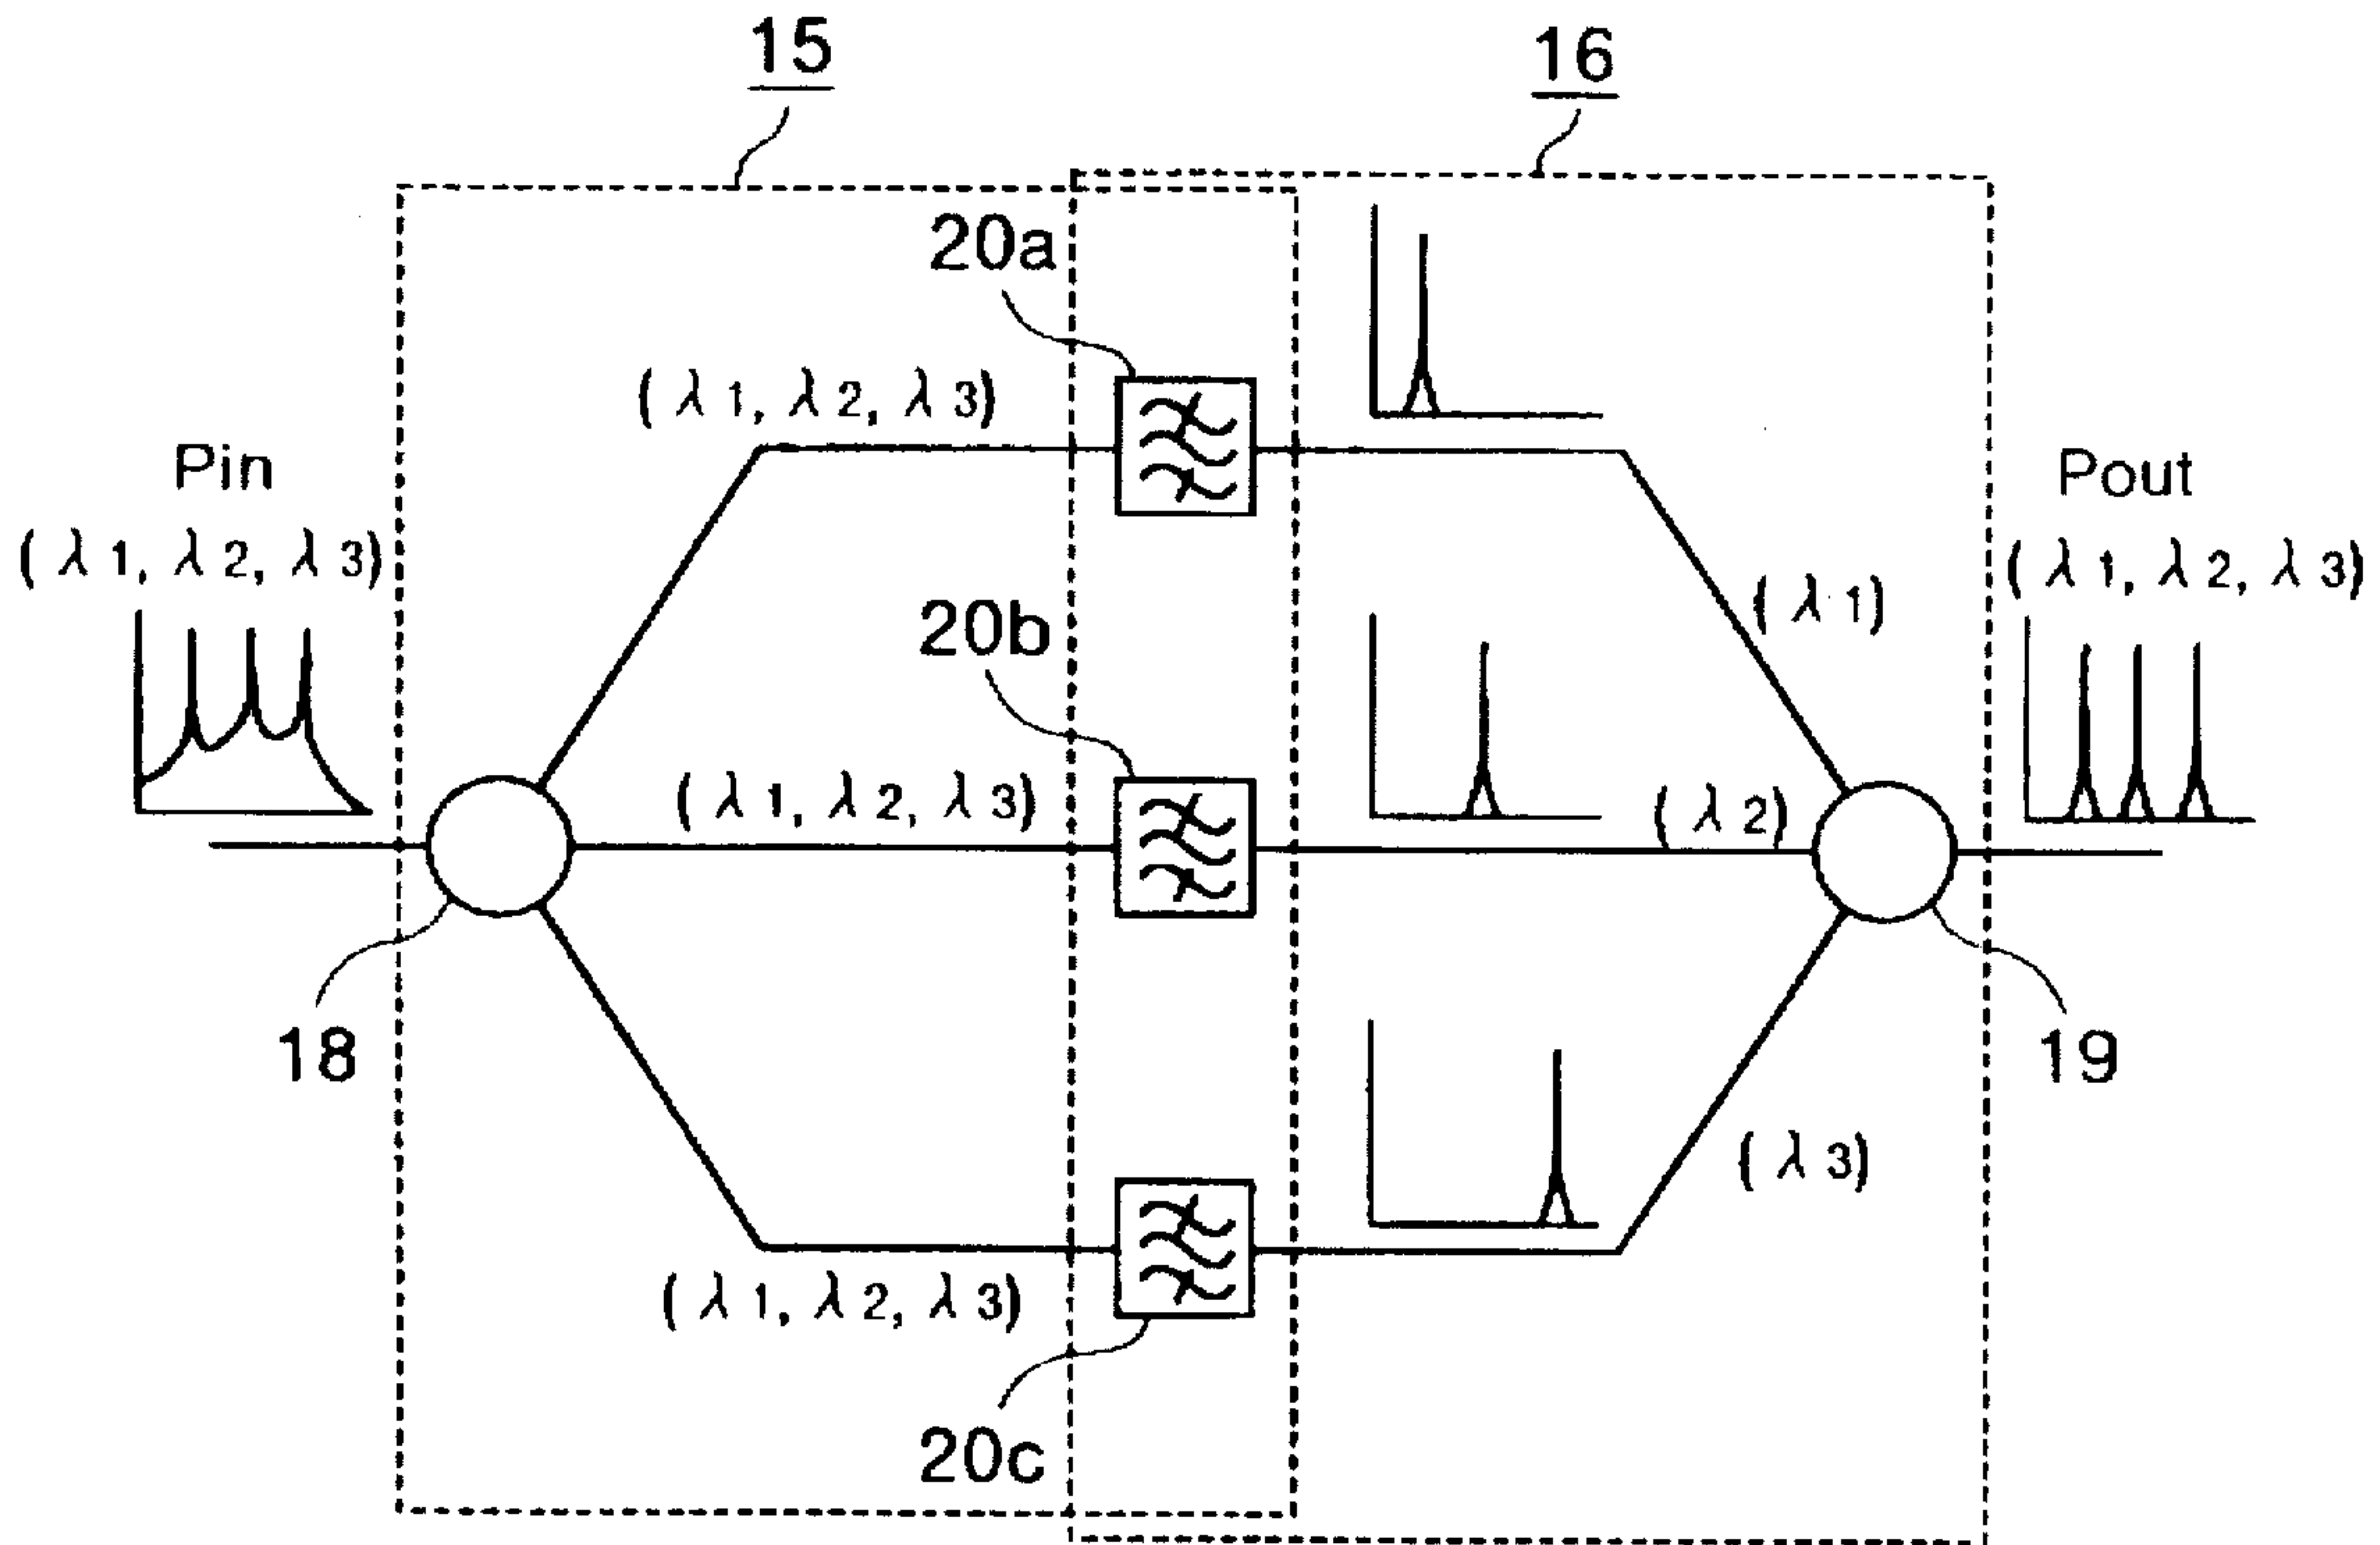 15
16
20a
(λ1, λ2, λ3)
Pin
(λ1, λ2, λ3)
Pout
(λ1, λ2, λ3)
(λ1)
20b
(λ1, λ2, λ3)
(λ2)
18
19
(λ3)
(λ1, λ2, λ3)
20c